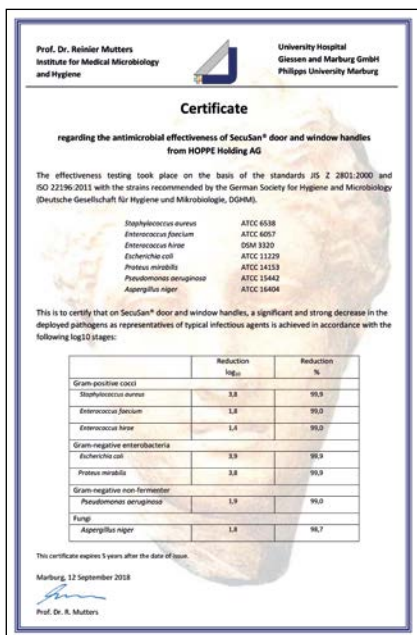 Prof. Dr. Reinier Mutters
Institute for Medical Microbiology
and Hygiene
University Hospital
Giessen and Marburg GmbH
Philipps University Marburg
Certificate
regarding the antimicrobial effectiveness of SecuSan® door and window handles
from HOPPE Holding AG
The effectiveness testing took place on the basis of the standards JIS Z 2801:2000 and
ISO 22196:2011 with the strains recommended by the German Society for Hygiene and Microbiology
(Deutsche Gesellschaft für Hygiene und Mikrobiologie, DGHM).
Staphylococcus aureus ATCC 6538
Enterococcus faecium ATCC 6057
Enterococcus hirae DSM 3320
Escherichia coli ATCC 11229
Proteus mirabilis ATCC 14153
Pseudomonas aeruginosa ATCC 15442
Aspergillus niger ATCC 16404
This is to certify that on SecuSan® door and window handles, a significant and strong decrease in the
deployed pathogens as representatives of typical infectious agents is achieved in accordance with the
following log10 stages:
Reduction Reduction
log₁₀ %
Gram-positive cocci
Staphylococcus aureus 3,8 99,9
Enterococcus faecium 1,8 99,0
Enterococcus hirae 1,4 99,0
Gram-negative enterobacteria
Escherichia coli 3,9 99,9
Proteus mirabilis 3,8 99,9
Gram-negative non-fermenter
Pseudomonas aeruginosa 1,9 99,0
Fungi
Aspergillus niger 1,8 98,7
This certificate expires 5 years after the date of issue.
Marburg, 12 September 2018
Prof. Dr. R. Mutters